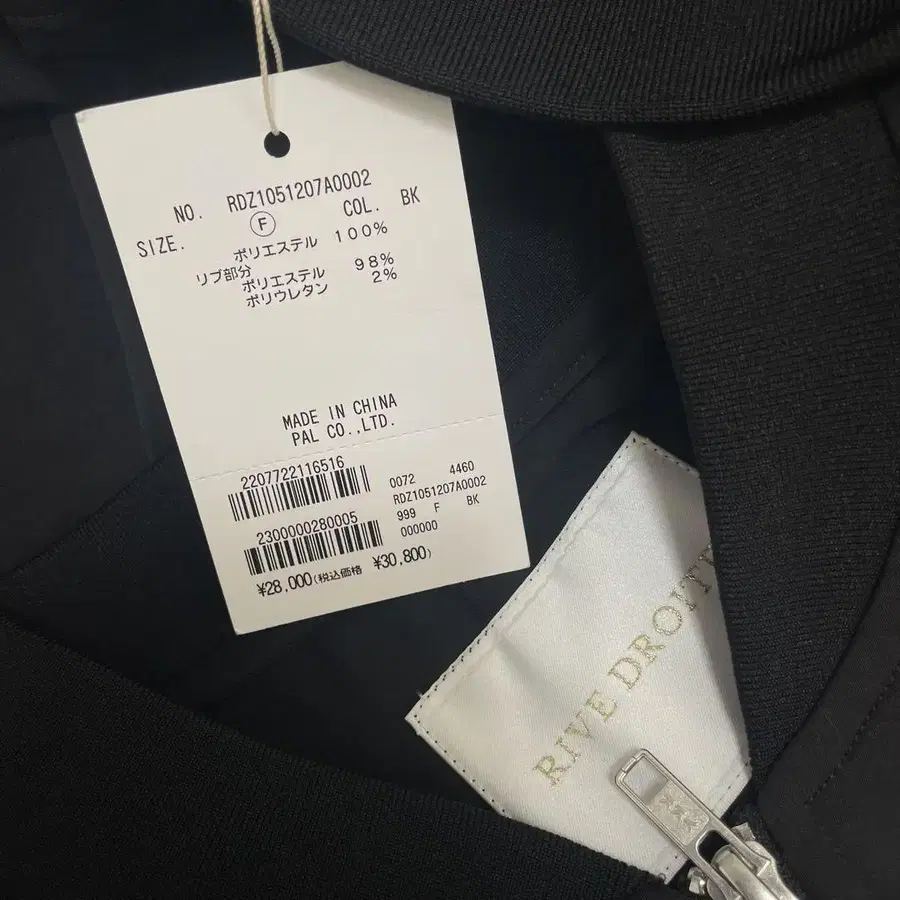 NO. RDZ1051207A0002
SIZE. Ⓕ COL. BK
ポリエステル 100%
リブ部分
ポリエステル 98%
ポリウレタン 2%
MADE IN CHINA
PAL CO.,LTD.
2207722116516
0072 4460
RDZ1051207A0002
999 F BK
000000
2300000280005
¥28,000(税込価格 ¥30,800)
RIVE DROITE